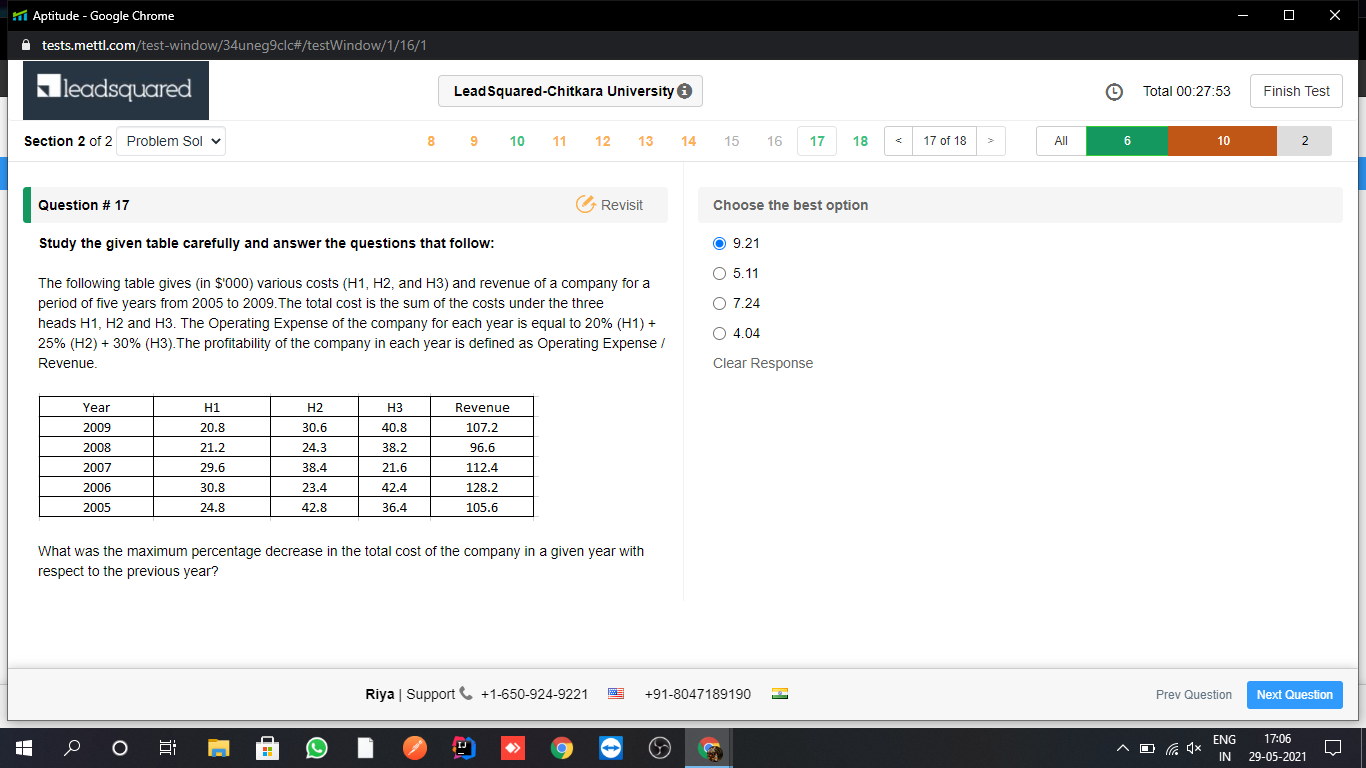 Aptitude - Google Chrome
tests.mettl.com/test-window/34uneg9clc#/testWindow/1/16/1
leadsquared
LeadSquared-Chitkara University
Total 00:27:53
Finish Test
Section 2 of 2 Problem Sol
8 9 10 11 12 13 14 15 16 17 18 < 17 of 18 > All 6 10 2
Question # 17
Revisit
Study the given table carefully and answer the questions that follow:
The following table gives (in $'000) various costs (H1, H2, and H3) and revenue of a company for a
period of five years from 2005 to 2009.The total cost is the sum of the costs under the three
heads H1, H2 and H3. The Operating Expense of the company for each year is equal to 20% (H1) +
25% (H2) + 30% (H3).The profitability of the company in each year is defined as Operating Expense /
Revenue.
Year H1 H2 H3 Revenue
2009 20.8 30.6 40.8 107.2
2008 21.2 24.3 38.2 96.6
2007 29.6 38.4 21.6 112.4
2006 30.8 23.4 42.4 128.2
2005 24.8 42.8 36.4 105.6
What was the maximum percentage decrease in the total cost of the company in a given year with
respect to the previous year?
Choose the best option
9.21
5.11
7.24
4.04
Clear Response
Riya | Support +1-650-924-9221 +91-8047189190
Prev Question
Next Question
ENG
IN
17:06
29-05-2021